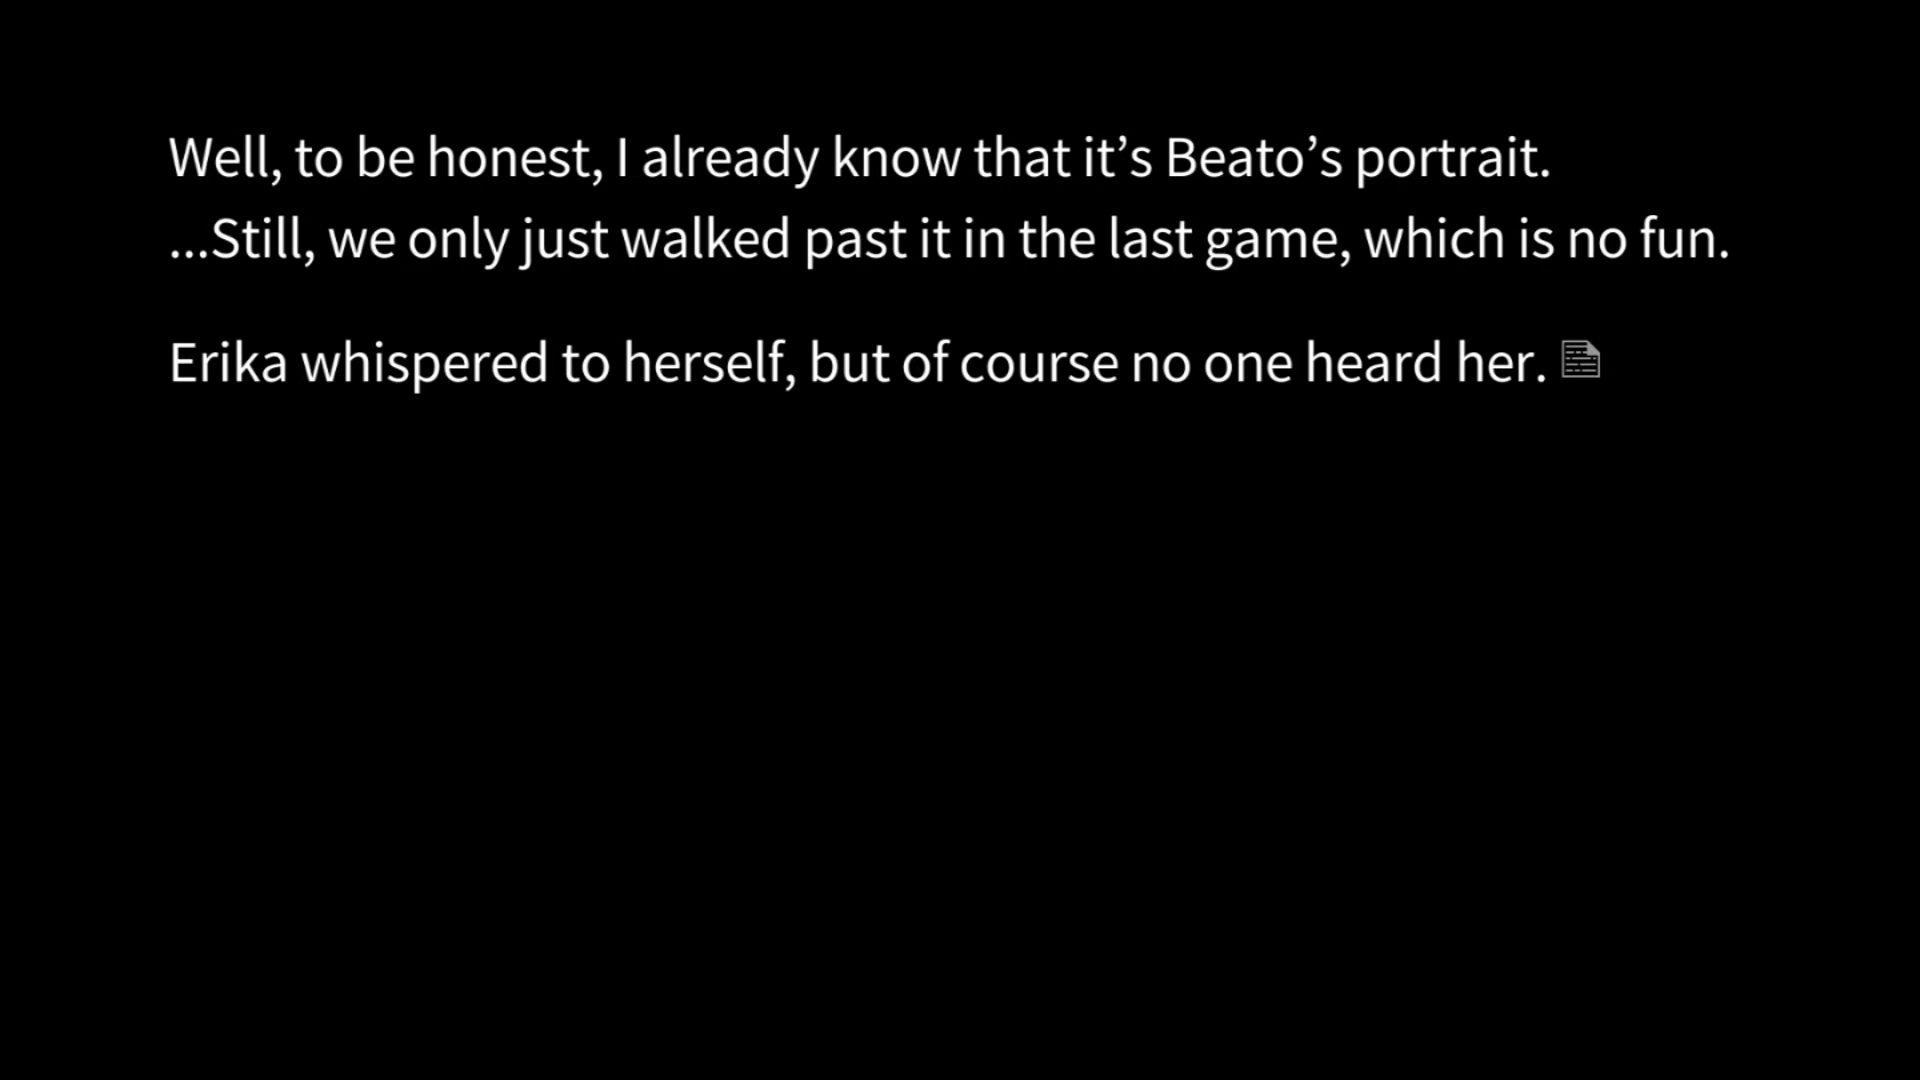 Well, to be honest, I already know that it’s Beato’s portrait.
...Still, we only just walked past it in the last game, which is no fun.
Erika whispered to herself, but of course no one heard her.